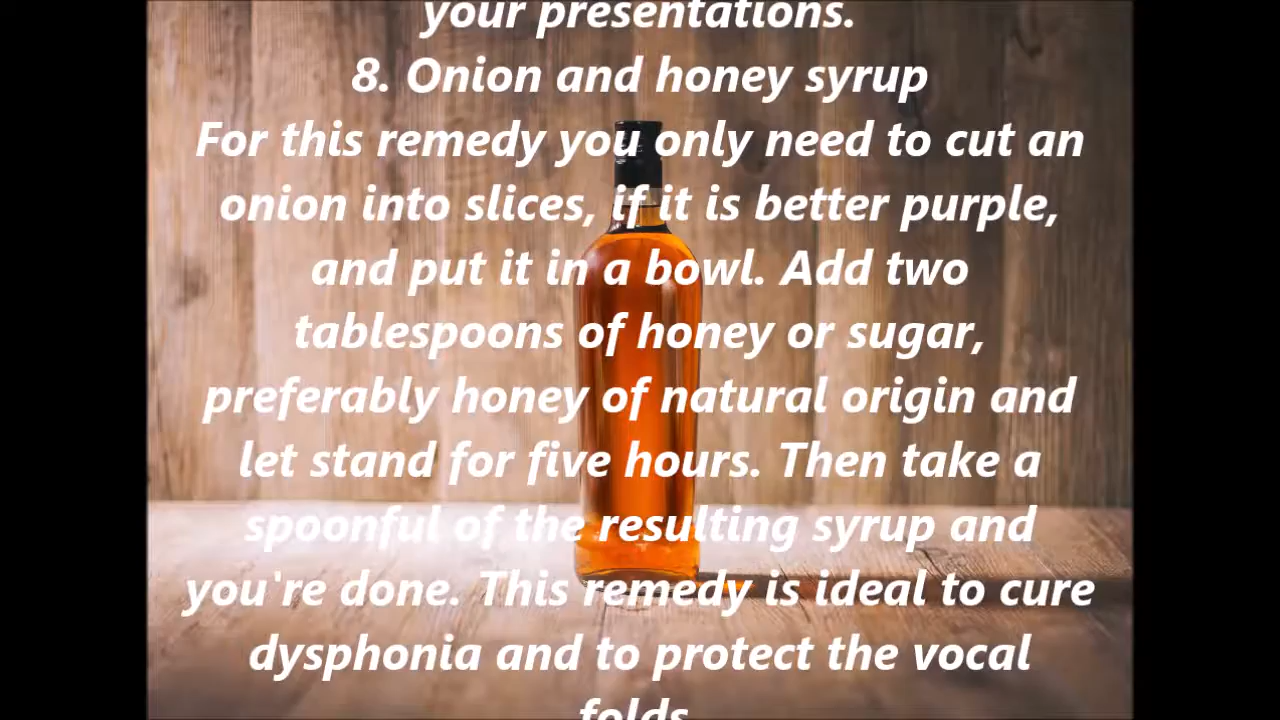 your presentations.
8. Onion and honey syrup
For this remedy you only need to cut an
onion into slices, if it is better purple,
and put it in a bowl. Add two
tablespoons of honey or sugar,
preferably honey of natural origin and
let stand for five hours. Then take a
spoonful of the resulting syrup and
you're done. This remedy is ideal to cure
dysphonia and to protect the vocal
folds.